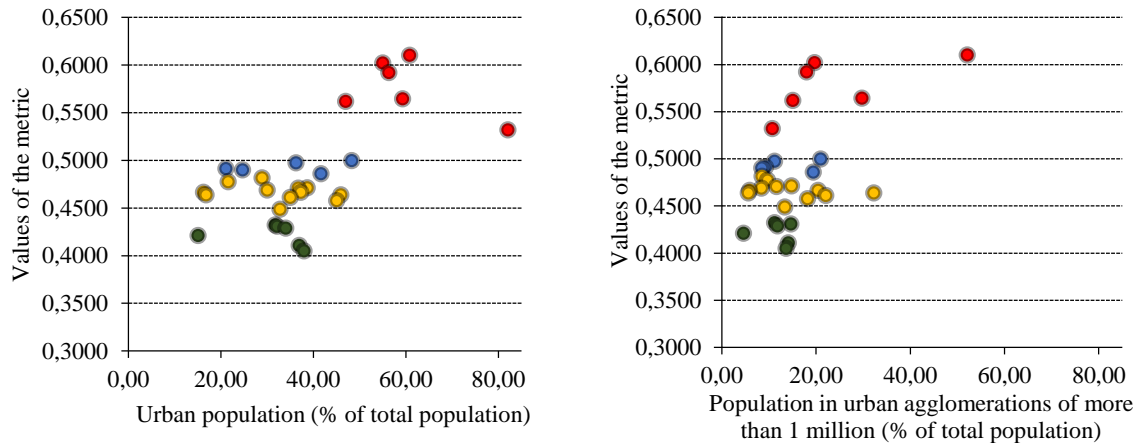 0,6500
0,6000
0,5500
0,5000
0,4500
0,4000
0,3500
0,3000
Values of the metric
0,00 20,00 40,00 60,00 80,00
Urban population (% of total population)
0,6500
0,6000
0,5500
0,5000
0,4500
0,4000
0,3500
0,3000
Values of the metric
0,00 20,00 40,00 60,00 80,00
Population in urban agglomerations of more
than 1 million (% of total population)